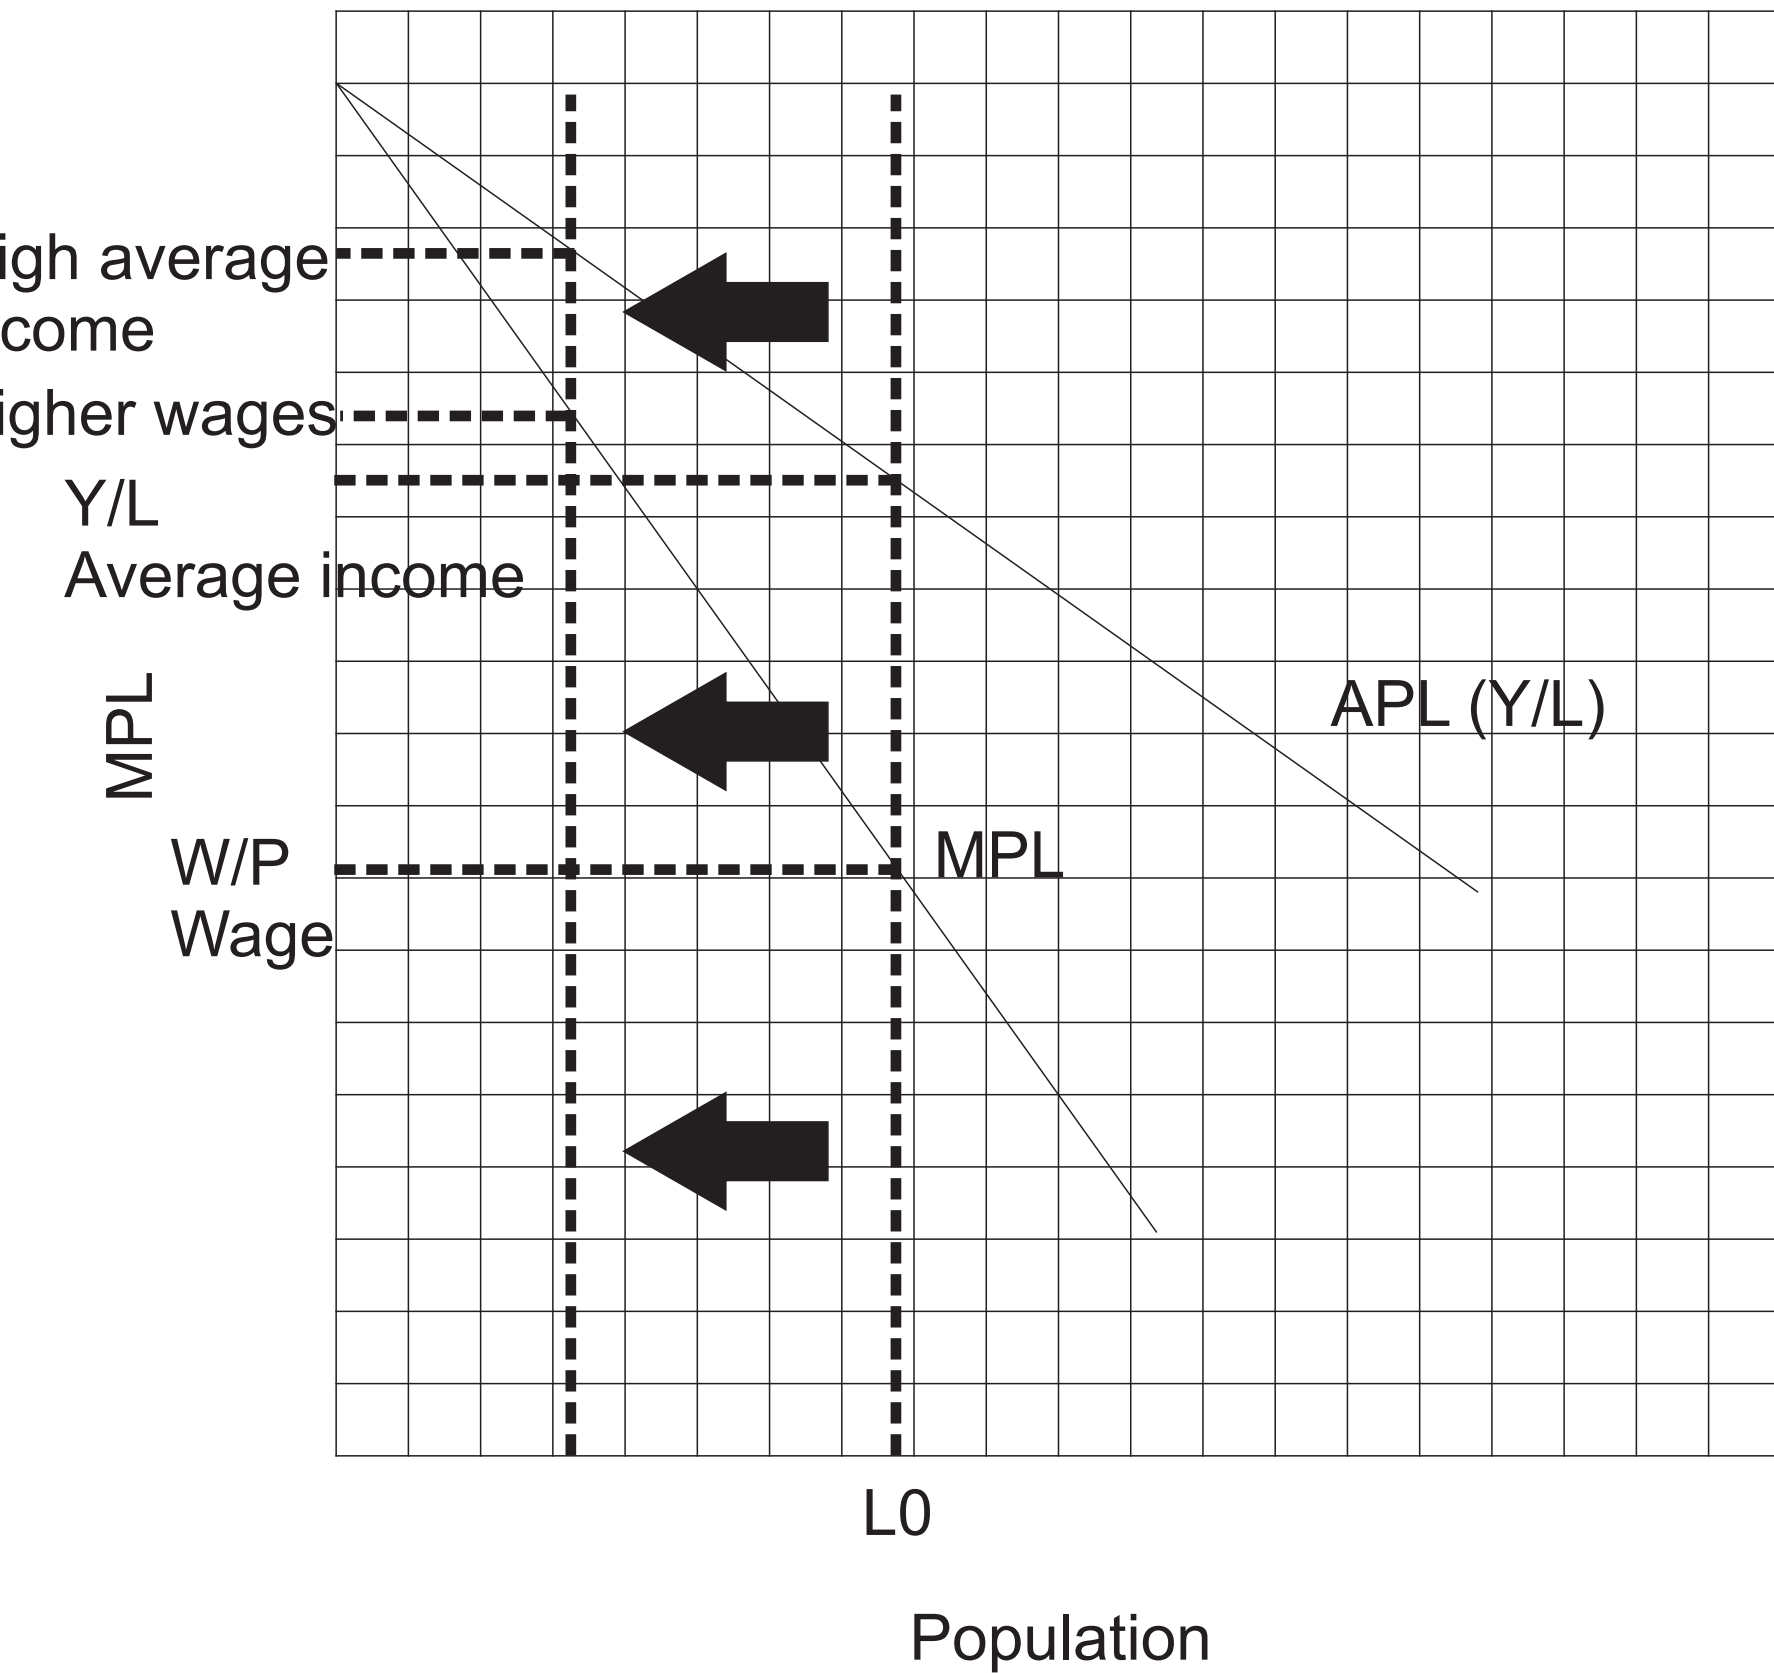 igh average
come
igher wages
Y/L
Average income
MPL
APL (Y/L)
W/P
Wage
MPL
L0
Population